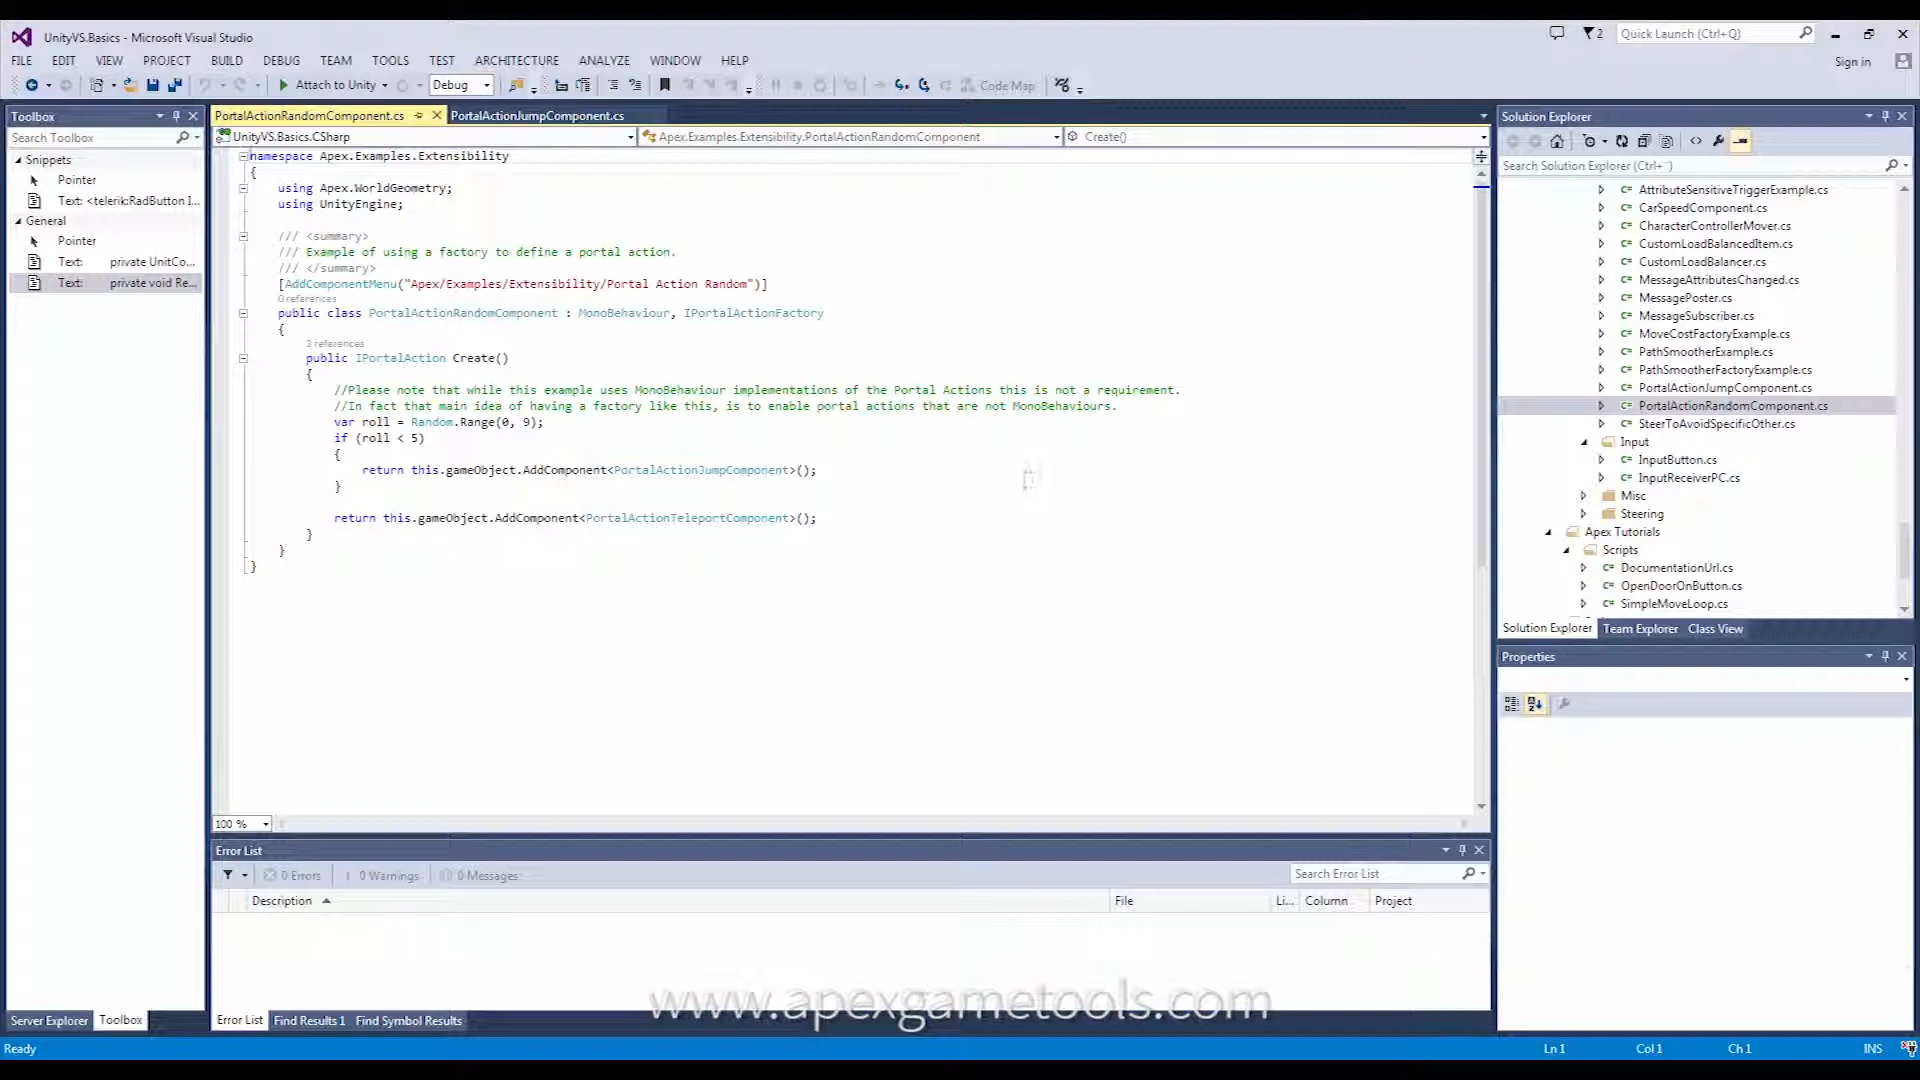 UnityVS.Basics - Microsoft Visual Studio
2
Quick Launch (Ctrl+Q)
FILE EDIT VIEW PROJECT BUILD DEBUG TEAM TOOLS TEST ARCHITECTURE ANALYZE WINDOW HELP
Sign in
Attach to Unity
Debug
Code Map
Toolbox
Search Toolbox
Snippets
Pointer
Text: <telerik:RadButton I...
General
Pointer
Text: private UnitCo...
Text: private void Re...
Server Explorer Toolbox
PortalActionRandomComponent.cs PortalActionJumpComponent.cs
UnityVS.Basics.CSharp Apex.Examples.Extensibility.PortalActionRandomComponent Create()
namespace Apex.Examples.Extensibility
{
using Apex.WorldGeometry;
using UnityEngine;
/// <summary>
/// Example of using a factory to define a portal action.
/// </summary>
[AddComponentMenu("Apex/Examples/Extensibility/Portal Action Random")]
0 references
public class PortalActionRandomComponent : MonoBehaviour, IPortalActionFactory
{
2 references
public IPortalAction Create()
{
//Please note that while this example uses MonoBehaviour implementations of the Portal Actions this is not a requirement.
//In fact that main idea of having a factory like this, is to enable portal actions that are not MonoBehaviours.
var roll = Random.Range(0, 9);
if (roll < 5)
{
return this.gameObject.AddComponent<PortalActionJumpComponent>();
}
return this.gameObject.AddComponent<PortalActionTeleportComponent>();
}
}
}
100 %
Error List
0 Errors 0 Warnings 0 Messages
Search Error List
Description File Li... Column Project
Error List Find Results 1 Find Symbol Results
Solution Explorer
Search Solution Explorer (Ctrl+ )
AttributeSensitiveTriggerExample.cs
CarSpeedComponent.cs
CharacterControllerMover.cs
CustomLoadBalancedItem.cs
CustomLoadBalancer.cs
MessageAttributesChanged.cs
MessagePoster.cs
MessageSubscriber.cs
MoveCostFactoryExample.cs
PathSmootherExample.cs
PathSmootherFactoryExample.cs
PortalActionJumpComponent.cs
PortalActionRandomComponent.cs
SteerToAvoidSpecificOther.cs
Input
InputButton.cs
InputReceiverPC.cs
Misc
Steering
Apex Tutorials
Scripts
DocumentationUrl.cs
OpenDoorOnButton.cs
SimpleMoveLoop.cs
Solution Explorer Team Explorer Class View
Properties
www.apexgametools.com
Ready
Ln 1 Col 1 Ch 1 INS